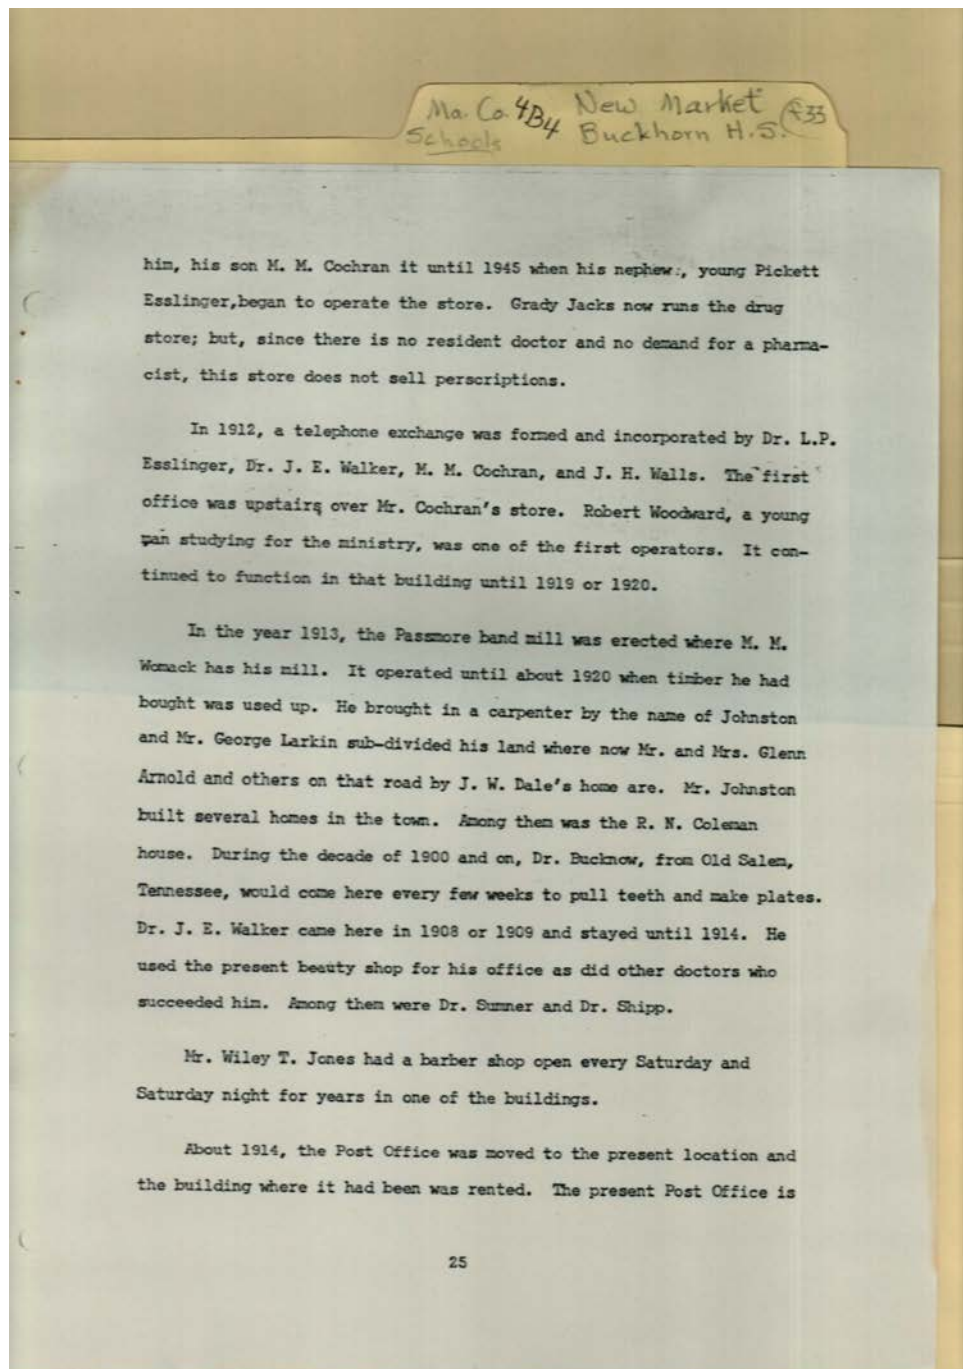 Ma. Co. 4B4 New Market £33
Schools Buckhorn H.S.
him, his son M. M. Cochran it until 1945 when his nephew:, young Pickett
Esslinger,began to operate the store. Grady Jacks now runs the drug
store; but, since there is no resident doctor and no demand for a pharma-
cist, this store does not sell perscriptions.
In 1912, a telephone exchange was formed and incorporated by Dr. L.P.
Esslinger, Dr. J. E. Walker, M. M. Cochran, and J. H. Walls. The first
office was upstairs over Mr. Cochran's store. Robert Woodward, a young
man studying for the ministry, was one of the first operators. It con-
tinued to function in that building until 1919 or 1920.
In the year 1913, the Passmore band mill was erected where M. M.
Womack has his mill. It operated until about 1920 when timber he had
bought was used up. He brought in a carpenter by the name of Johnston
and Mr. George Larkin sub-divided his land where now Mr. and Mrs. Glenn
Arnold and others on that road by J. W. Dale's home are. Mr. Johnston
built several homes in the town. Among them was the R. N. Coleman
house. During the decade of 1900 and on, Dr. Bucknow, from Old Salem,
Tennessee, would come here every few weeks to pull teeth and make plates.
Dr. J. E. Walker came here in 1908 or 1909 and stayed until 1914. He
used the present beauty shop for his office as did other doctors who
succeeded him. Among them were Dr. Sumner and Dr. Shipp.
Mr. Wiley T. Jones had a barber shop open every Saturday and
Saturday night for years in one of the buildings.
About 1914, the Post Office was moved to the present location and
the building where it had been was rented. The present Post Office is
25